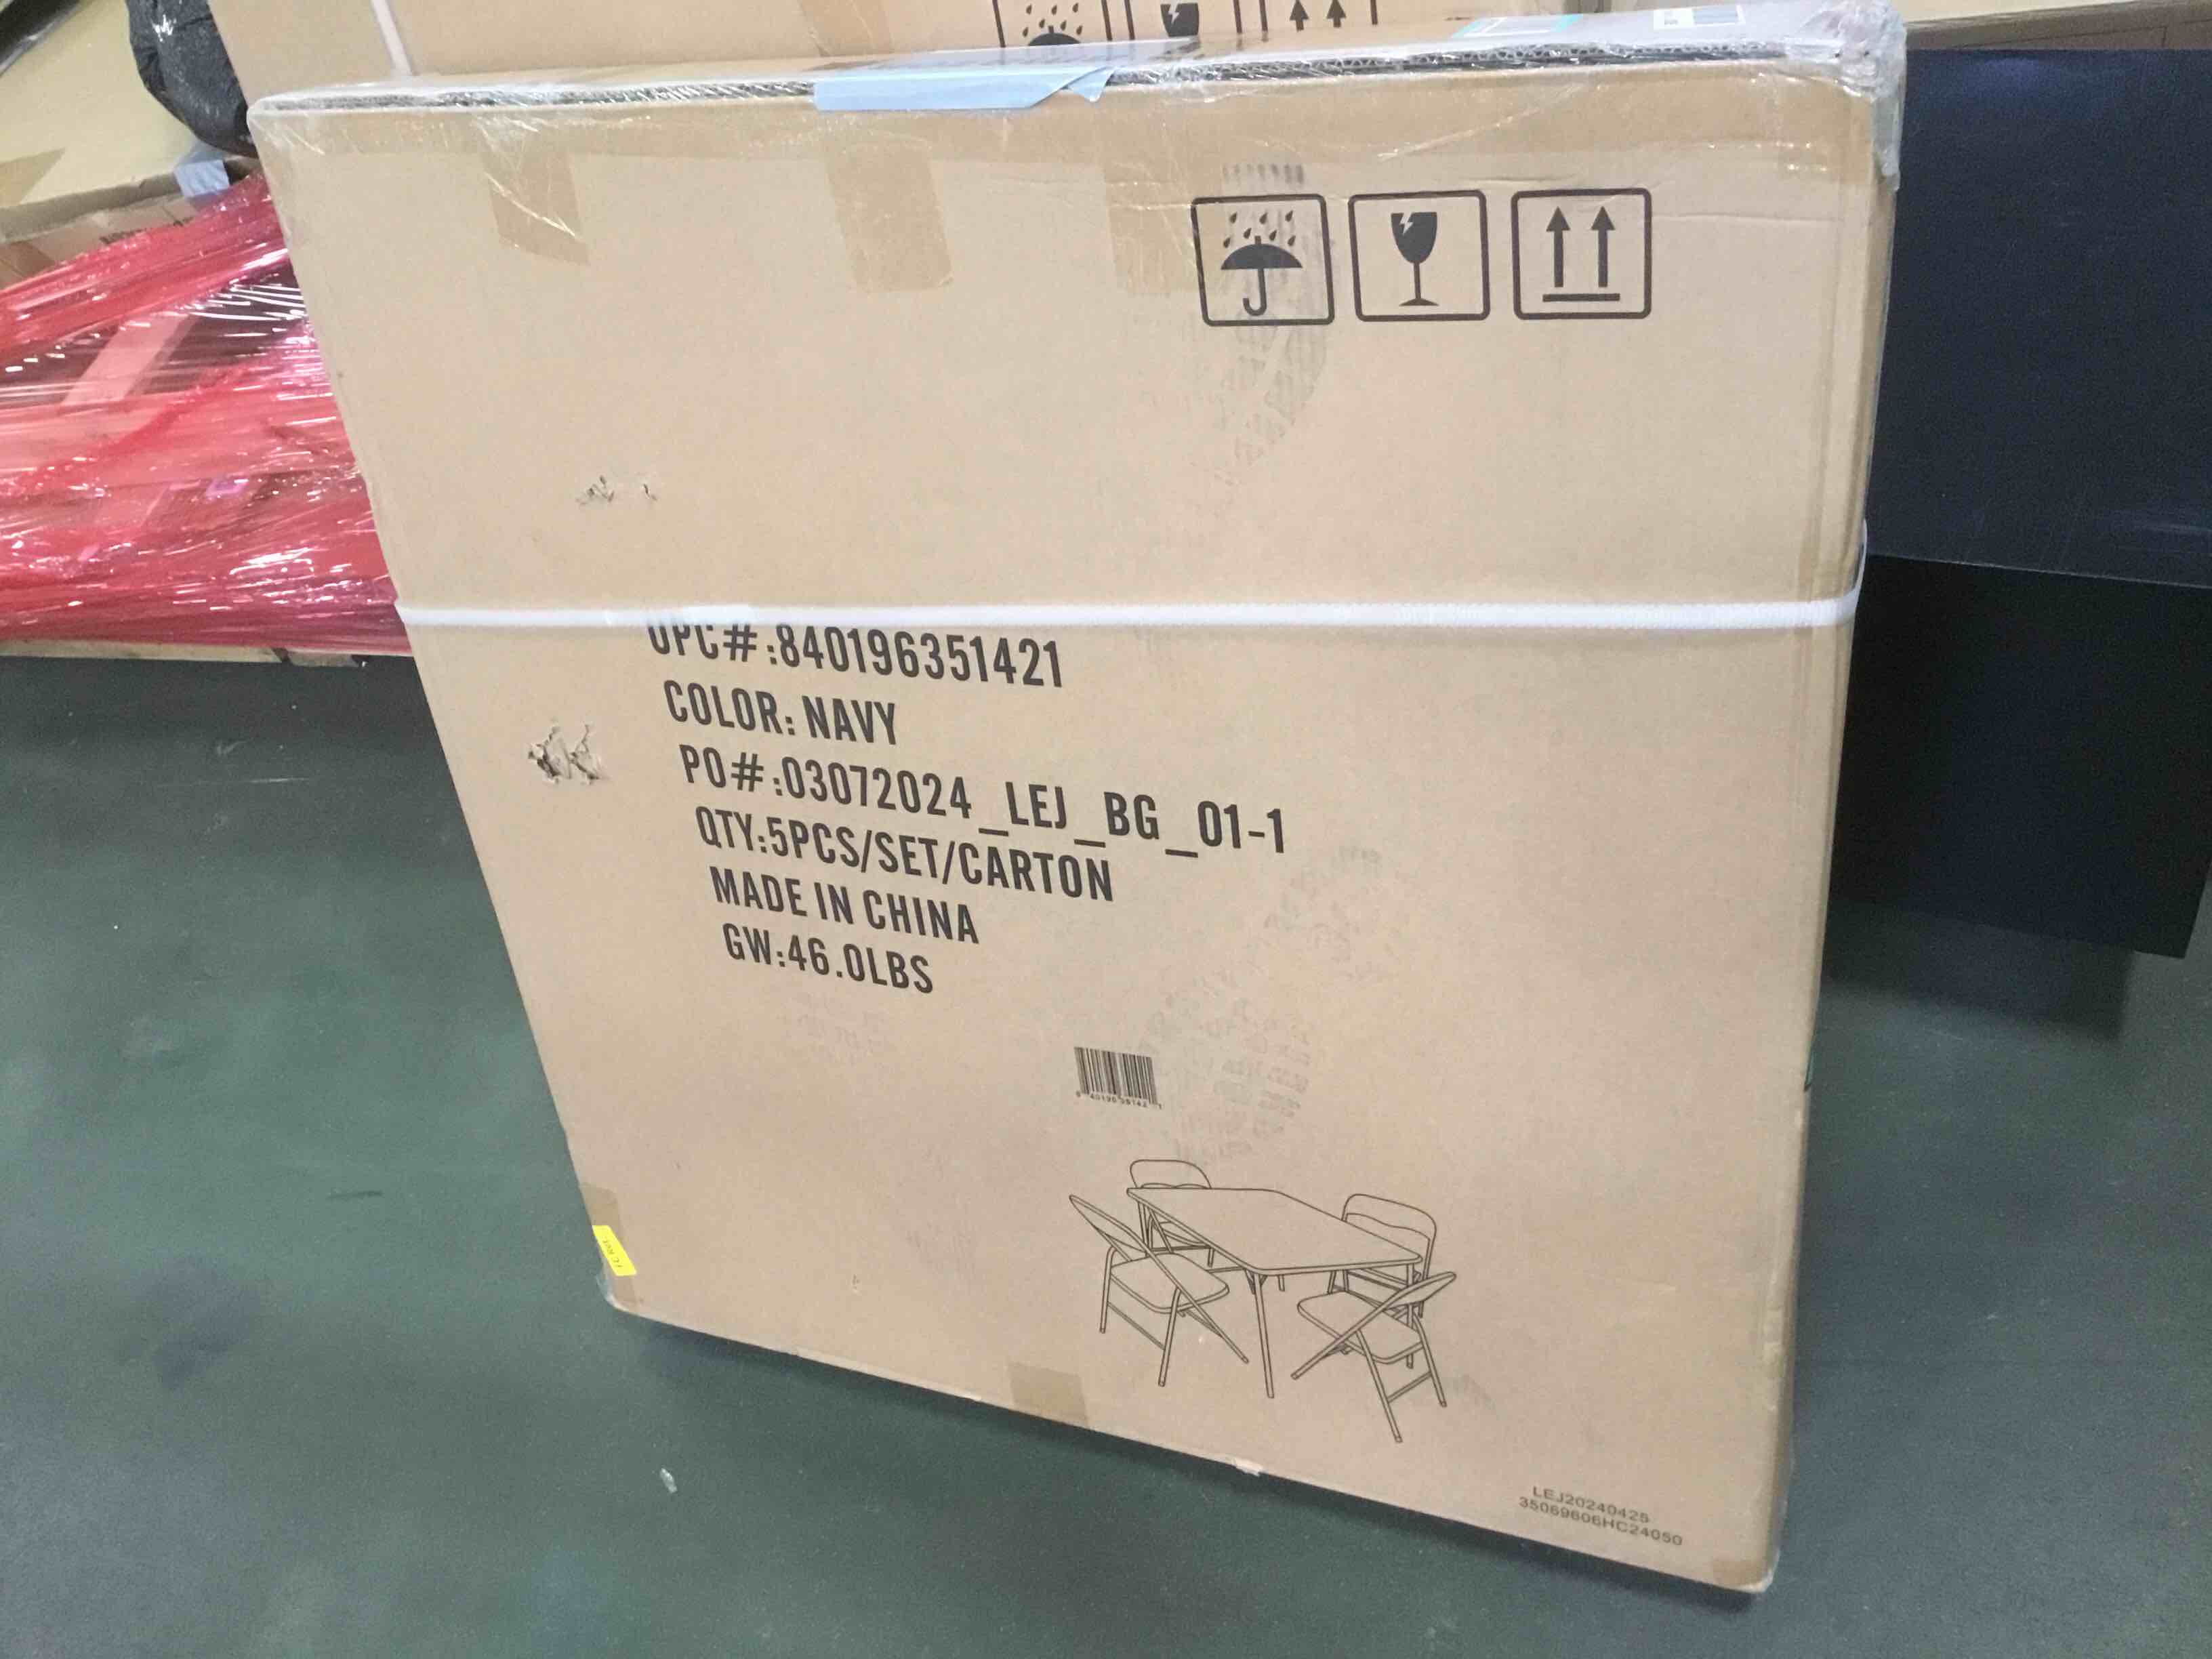 UPC#:840196351421
COLOR: NAVY
PO#:03072024_LEJ_BG_01-1
QTY:5PCS/SET/CARTON
MADE IN CHINA
GW:46.0LBS
LEJ20240425
35069606HC24050